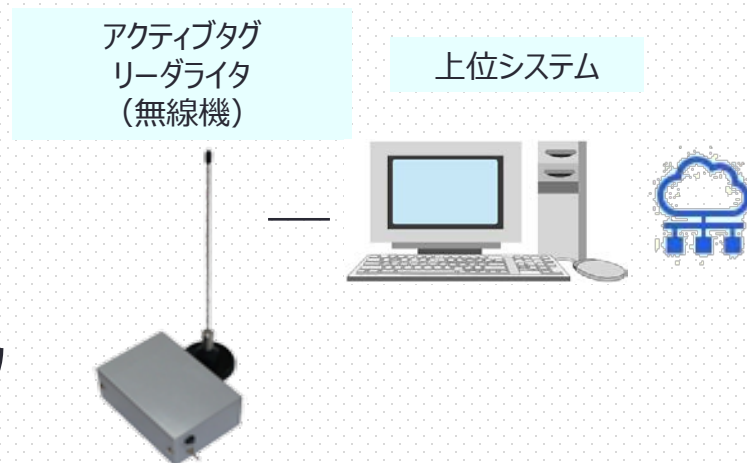 アクティブタグ
リーダライタ
（無線機）
上位システム